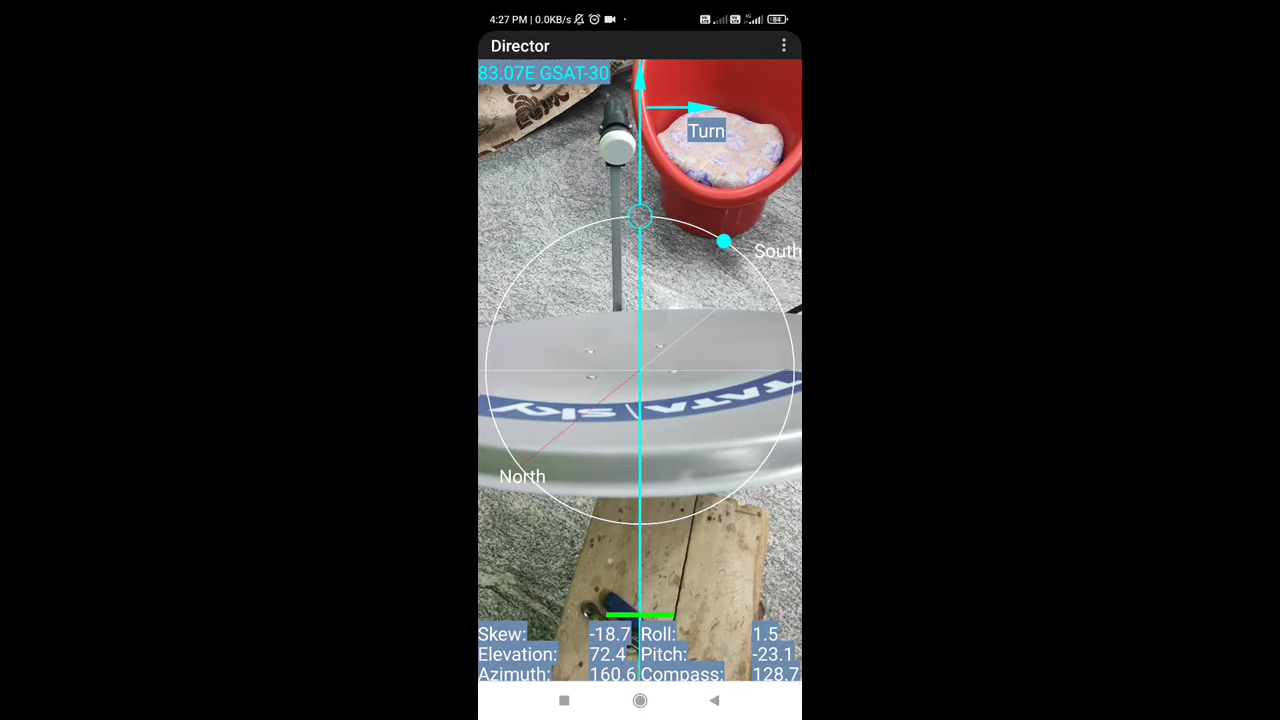 4:27 PM | 0.0KB/s
4G
84
Director
83.07E GSAT-30
Turn
South
TATA sky
North
Skew: -18.7 Roll: 1.5
Elevation: 72.4 Pitch: -23.1
Azimuth: 160.6 Compass: 128.7